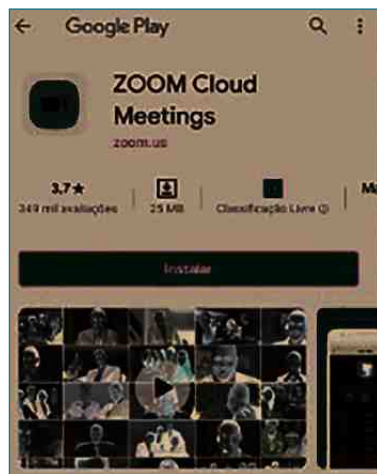 Google Play
ZOOM Cloud
Meetings
zoom.us
3,7★
349 mil avaliações
25 MB
Classificação Livre
Instalar